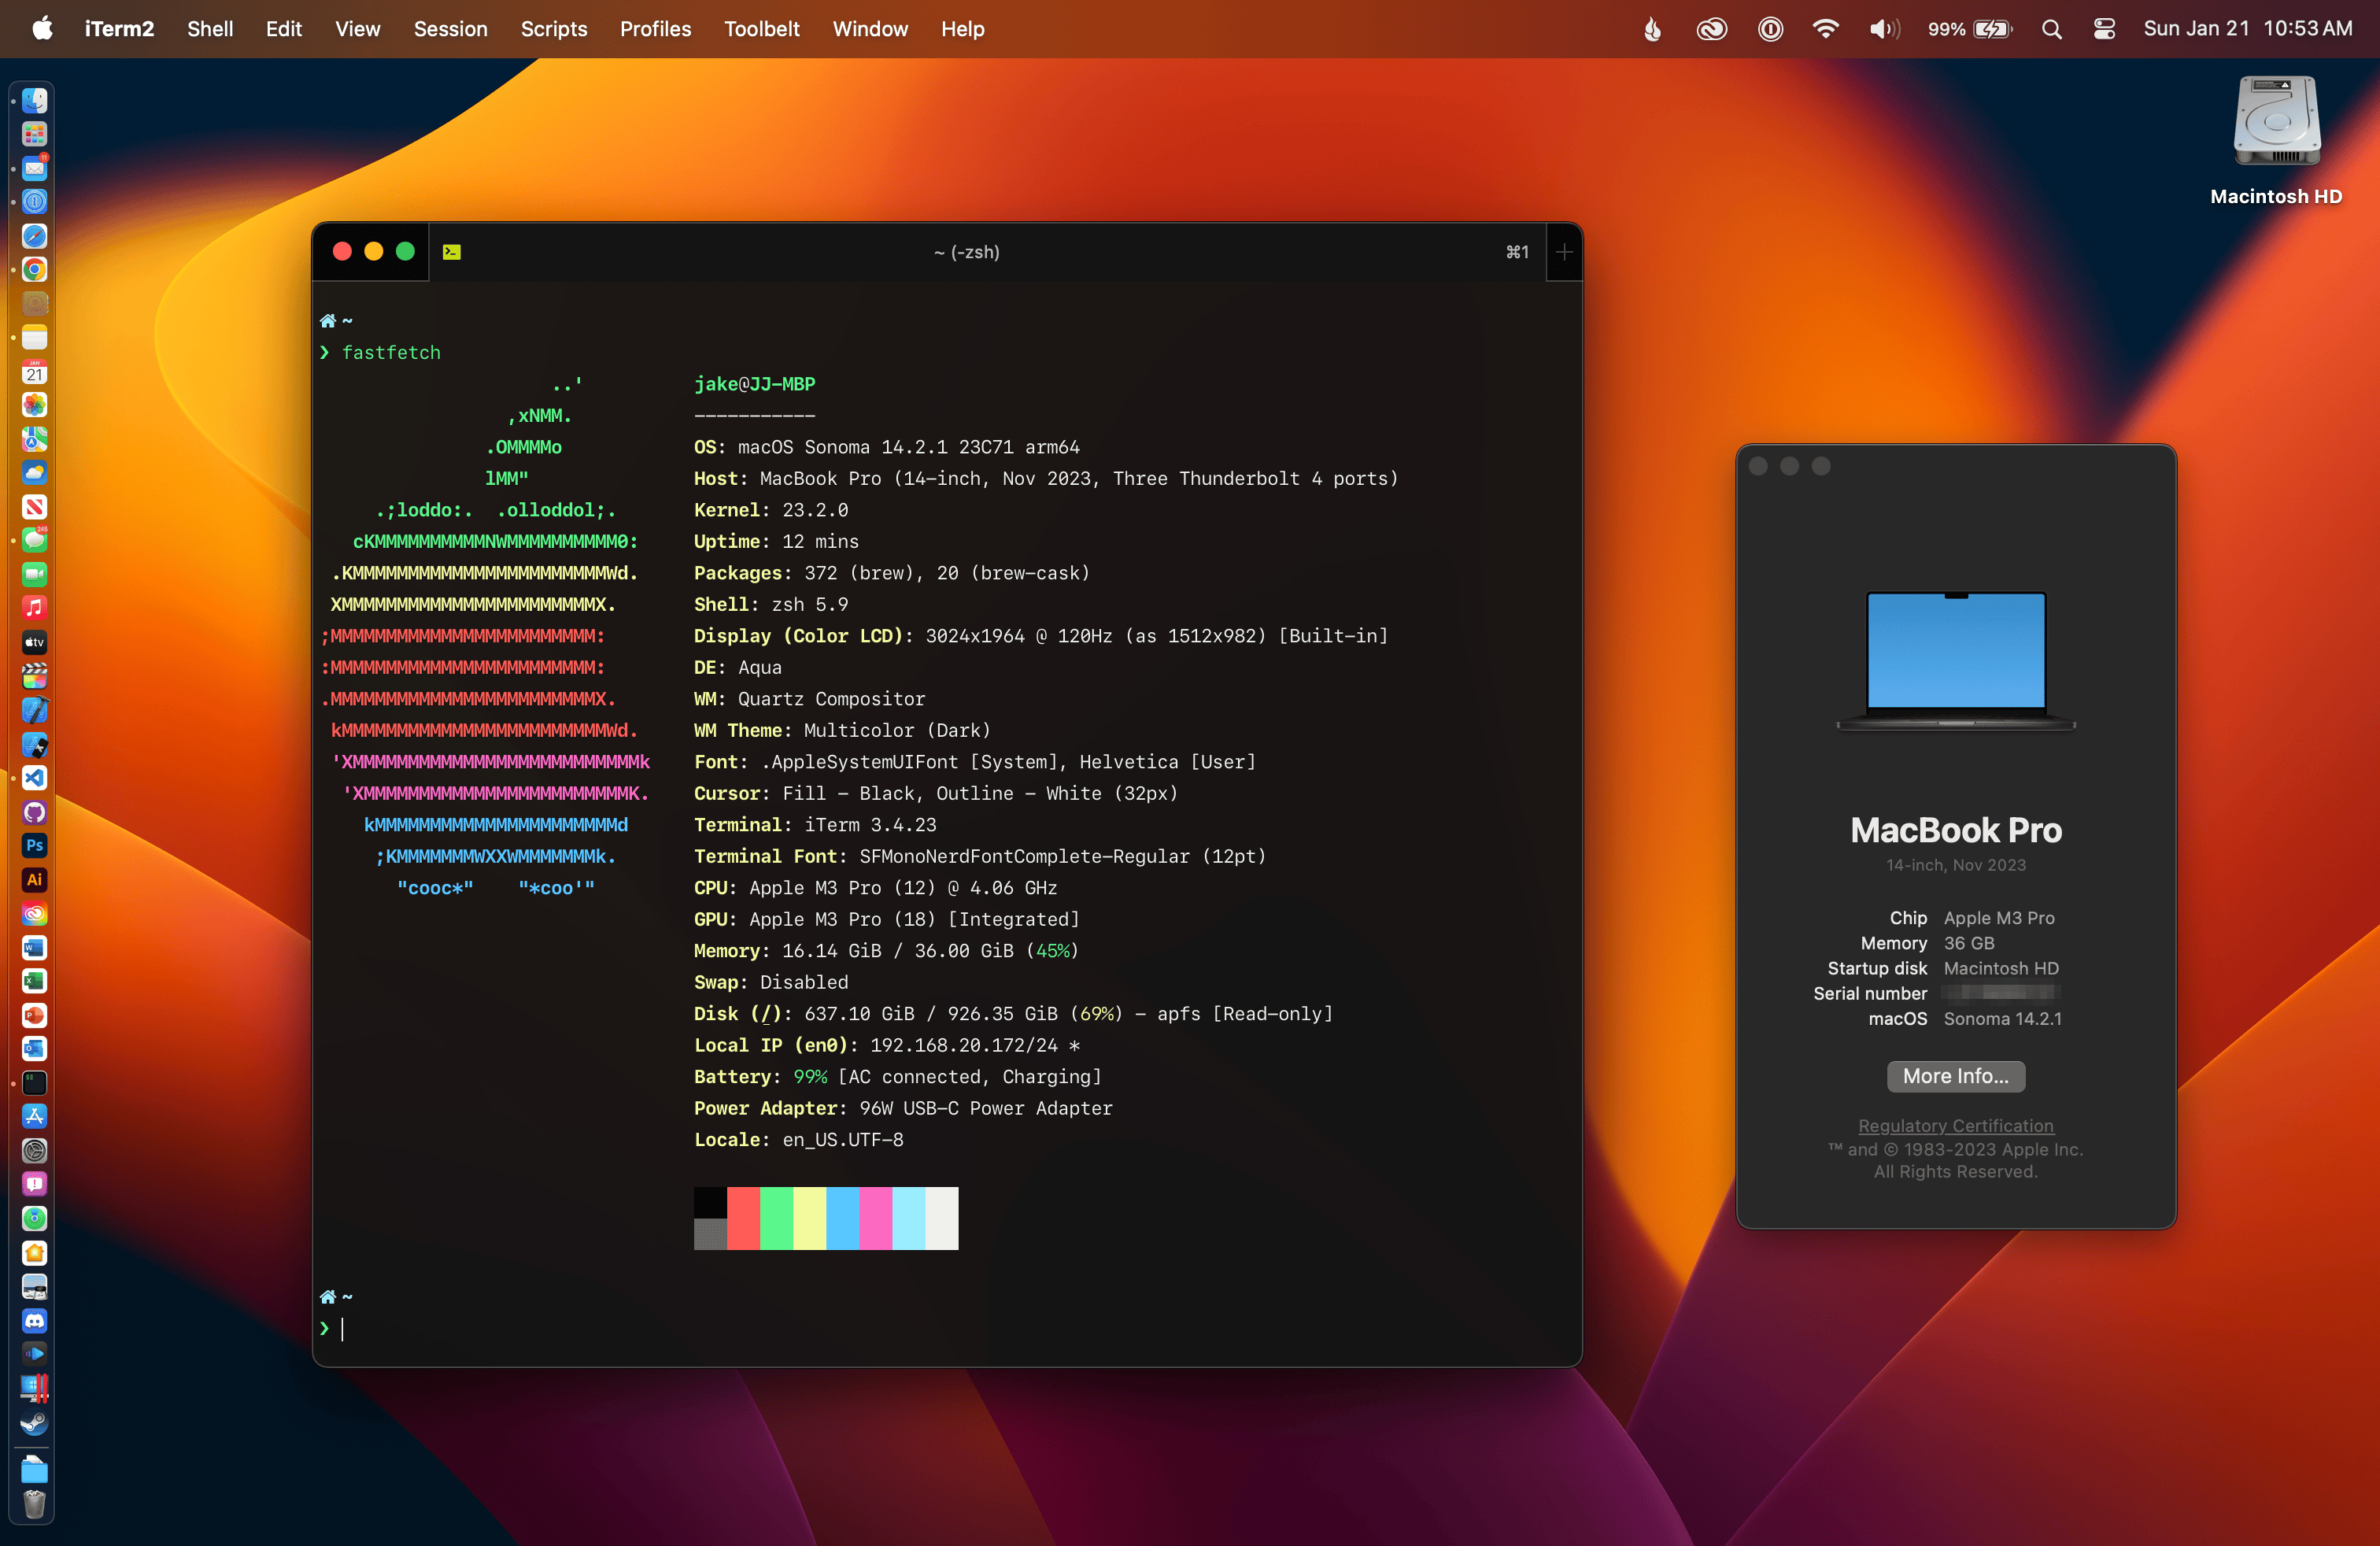 iTerm2 Shell Edit View Session Scripts Profiles Toolbelt Window Help 99% Sun Jan 21 10:53 AM
Macintosh HD
~ (-zsh) ⌘1
~
❯ fastfetch
..'
,xNMM.
.OMMMMo
lMM"
.;loddo:.  .olloddol;.
cKMMMMMMMMMMNWMMMMMMMMMM0:
.KMMMMMMMMMMMMMMMMMMMMMMMWd.
XMMMMMMMMMMMMMMMMMMMMMMMX.
;MMMMMMMMMMMMMMMMMMMMMMMM:
:MMMMMMMMMMMMMMMMMMMMMMMM:
.MMMMMMMMMMMMMMMMMMMMMMMMX.
kMMMMMMMMMMMMMMMMMMMMMMMMWd.
'XMMMMMMMMMMMMMMMMMMMMMMMMMMk
'XMMMMMMMMMMMMMMMMMMMMMMMMK.
kMMMMMMMMMMMMMMMMMMMMMMd
;KMMMMMMMWXXWMMMMMMMk.
"cooc*"    "*coo'"
jake@JJ-MBP
-----------
OS: macOS Sonoma 14.2.1 23C71 arm64
Host: MacBook Pro (14-inch, Nov 2023, Three Thunderbolt 4 ports)
Kernel: 23.2.0
Uptime: 12 mins
Packages: 372 (brew), 20 (brew-cask)
Shell: zsh 5.9
Display (Color LCD): 3024x1964 @ 120Hz (as 1512x982) [Built-in]
DE: Aqua
WM: Quartz Compositor
WM Theme: Multicolor (Dark)
Font: .AppleSystemUIFont [System], Helvetica [User]
Cursor: Fill - Black, Outline - White (32px)
Terminal: iTerm 3.4.23
Terminal Font: SFMonoNerdFontComplete-Regular (12pt)
CPU: Apple M3 Pro (12) @ 4.06 GHz
GPU: Apple M3 Pro (18) [Integrated]
Memory: 16.14 GiB / 36.00 GiB (45%)
Swap: Disabled
Disk (/): 637.10 GiB / 926.35 GiB (69%) - apfs [Read-only]
Local IP (en0): 192.168.20.172/24 *
Battery: 99% [AC connected, Charging]
Power Adapter: 96W USB-C Power Adapter
Locale: en_US.UTF-8
~
❯
MacBook Pro
14-inch, Nov 2023
Chip Apple M3 Pro
Memory 36 GB
Startup disk Macintosh HD
Serial number
macOS Sonoma 14.2.1
More Info...
Regulatory Certification
™ and © 1983-2023 Apple Inc.
All Rights Reserved.
21
tv
Ps
Ai